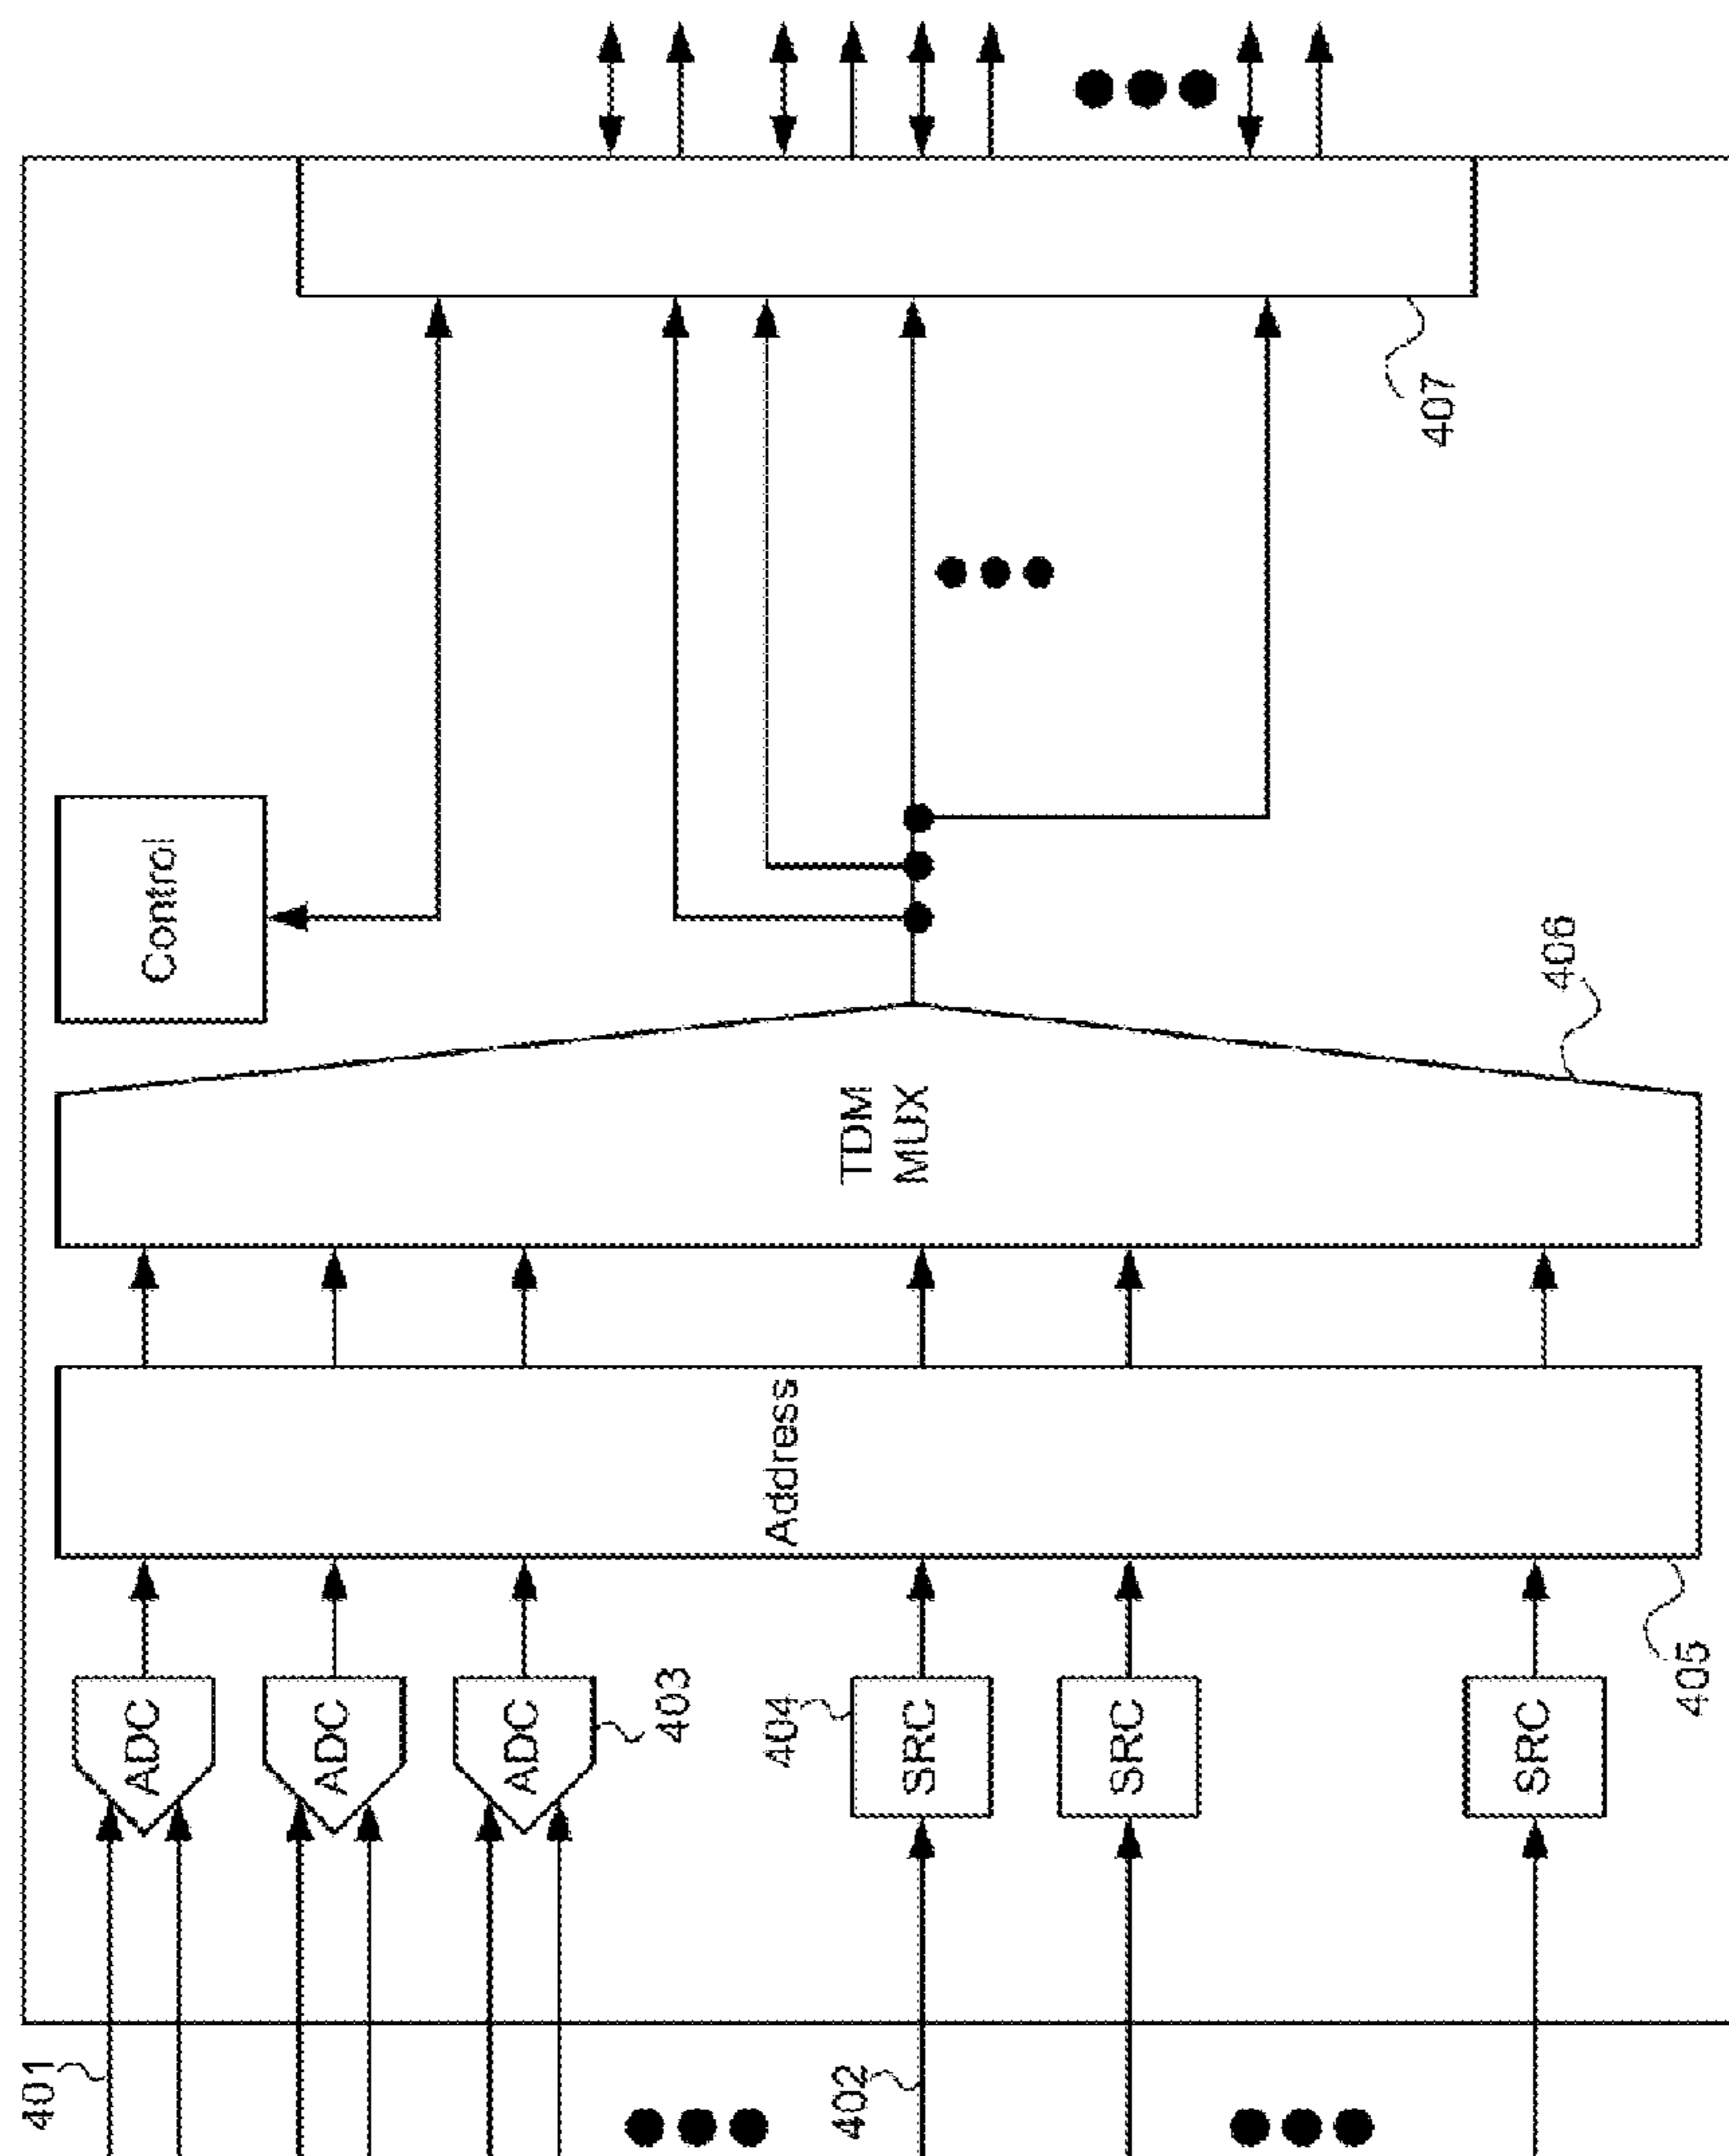 401
ADC
Control
ADC
ADC
403
404
Address
402
TDM
MUX
SRC
SRC
407
SRC
406
405